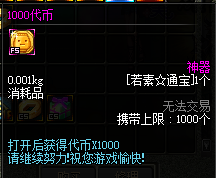 1000代币
FS
神器
0.001kg
[若素☆通宝]1个
消耗品
无法交易
携带上限：1000个
打开后获得代币X1000
请继续努力!祝您游戏愉快!